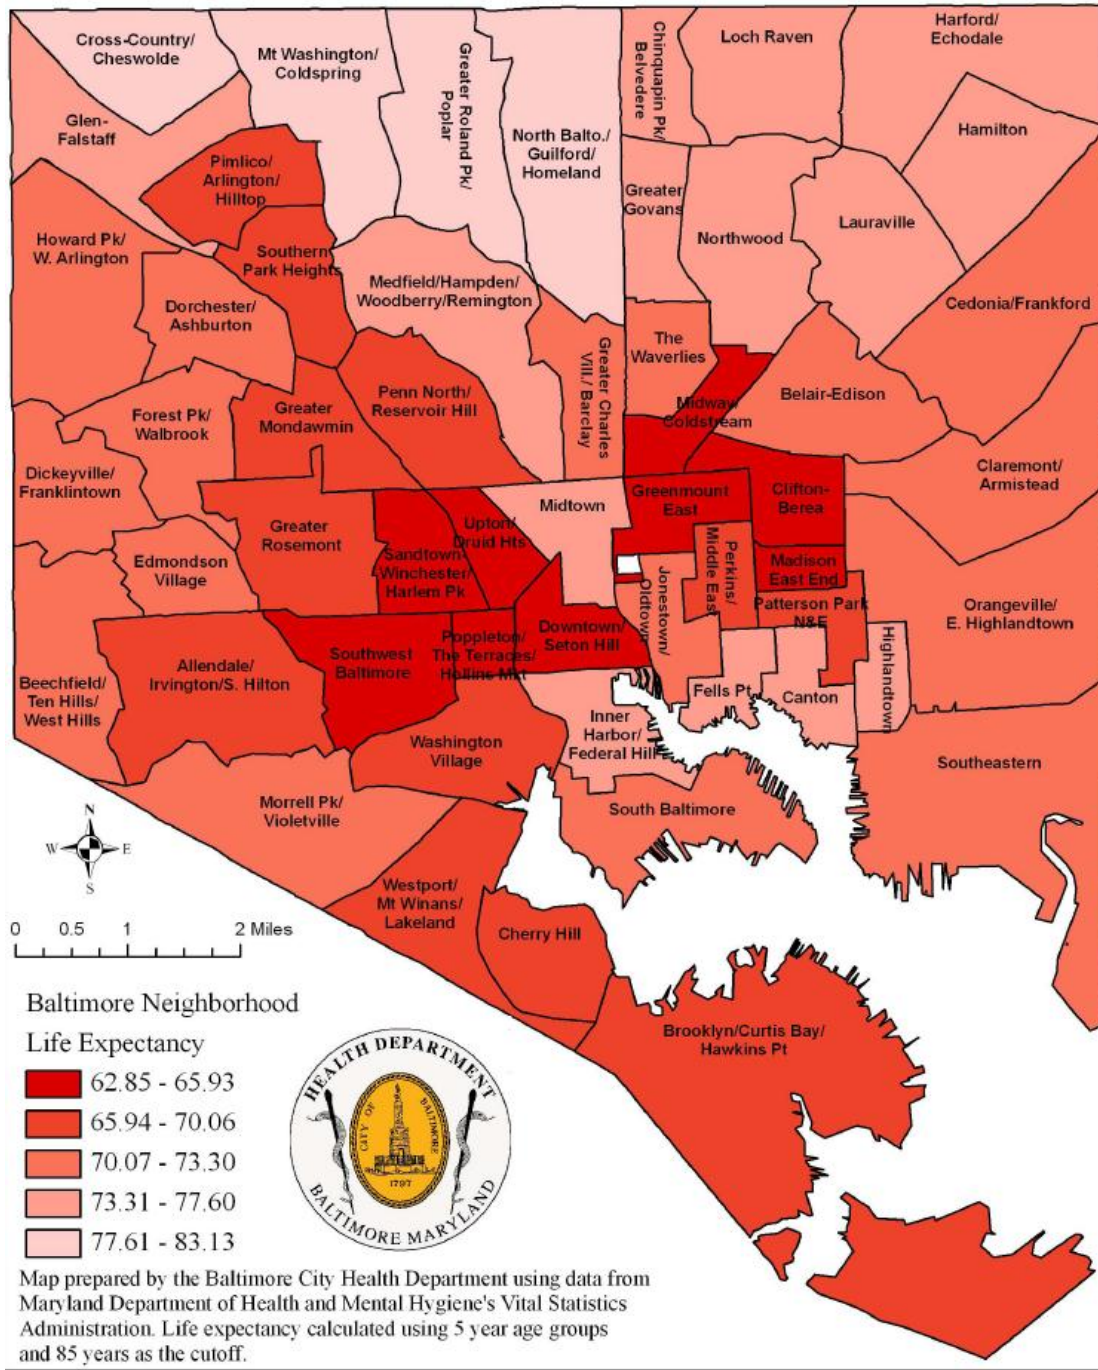 Cross-Country/
Cheswolde
Mt Washington/
Coldspring
Greater Roland Pk/
Poplar
North Balto./
Guilford/
Homeland
Chinquapin Pk/
Belvedere
Loch Raven
Harford/
Echodale
Glen-
Falstaff
Hamilton
Pimlico/
Arlington/
Hilltop
Greater
Govans
Lauraville
Northwood
Howard Pk/
W. Arlington
Southern
Park Heights
Medfield/Hampden/
Woodberry/Remington
Dorchester/
Ashburton
Cedonia/Frankford
The
Waverlies
Greater Charles
Vill./ Barclay
Belair-Edison
Penn North/
Reservoir Hill
Greater
Mondawmin
Forest Pk/
Walbrook
Midway/
Coldstream
Dickeyville/
Franklintown
Claremont/
Armistead
Midtown
Greenmount
East
Clifton-
Berea
Greater
Rosemont
Upton/
Druid Hts
Edmondson
Village
Sandtown-
Winchester/
Harlem Pk
Perkins/
Middle East
Madison
East End
Jonestown/
Oldtown
Patterson Park
N&E
Orangeville/
E. Highlandtown
Downtown/
Seton Hill
Poppleton/
The Terraces/
Hollins Mkt
Southwest
Baltimore
Allendale/
Irvington/S. Hilton
Highlandtown
Beechfield/
Ten Hills/
West Hills
Fells Pt
Canton
Inner
Harbor/
Federal Hill
Washington
Village
Southeastern
Morrell Pk/
Violetville
South Baltimore
N
W
E
S
Westport/
Mt Winans/
Lakeland
Cherry Hill
0 0.5 1 2 Miles
Brooklyn/Curtis Bay/
Hawkins Pt
Baltimore Neighborhood
Life Expectancy
62.85 - 65.93
65.94 - 70.06
70.07 - 73.30
73.31 - 77.60
77.61 - 83.13
HEALTH DEPARTMENT
CITY OF BALTIMORE
1797
BALTIMORE MARYLAND
Map prepared by the Baltimore City Health Department using data from
Maryland Department of Health and Mental Hygiene's Vital Statistics
Administration. Life expectancy calculated using 5 year age groups
and 85 years as the cutoff.